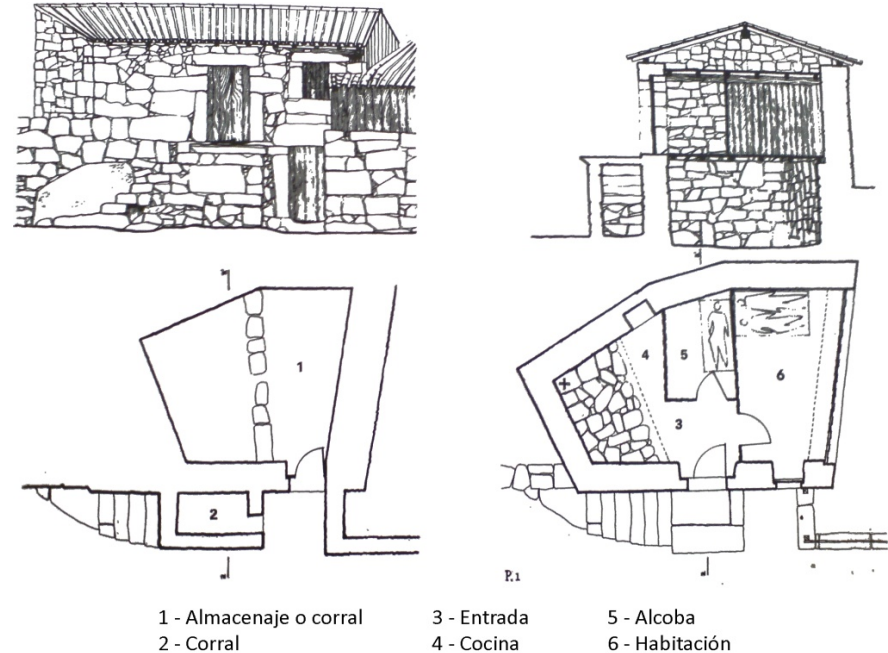 1
2
3
4
5
6
P.1
1 - Almacenaje o corral
2 - Corral
3 - Entrada
4 - Cocina
5 - Alcoba
6 - Habitación